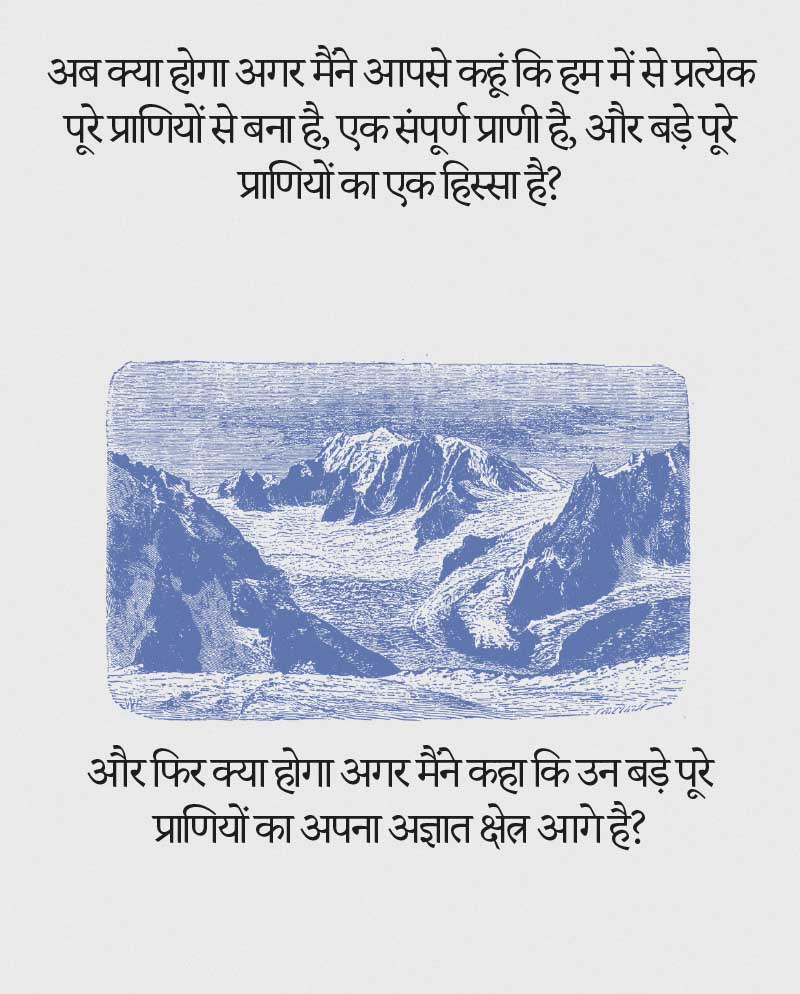 अब क्या होगा अगर मैंने आपसे कहूं कि हम में से प्रत्येक
पूरे प्राणियों से बना है, एक संपूर्ण प्राणी है, और बड़े पूरे
प्राणियों का एक हिस्सा है?
और फिर क्या होगा अगर मैंने कहा कि उन बड़े पूरे
प्राणियों का अपना अज्ञात क्षेत्र आगे है?